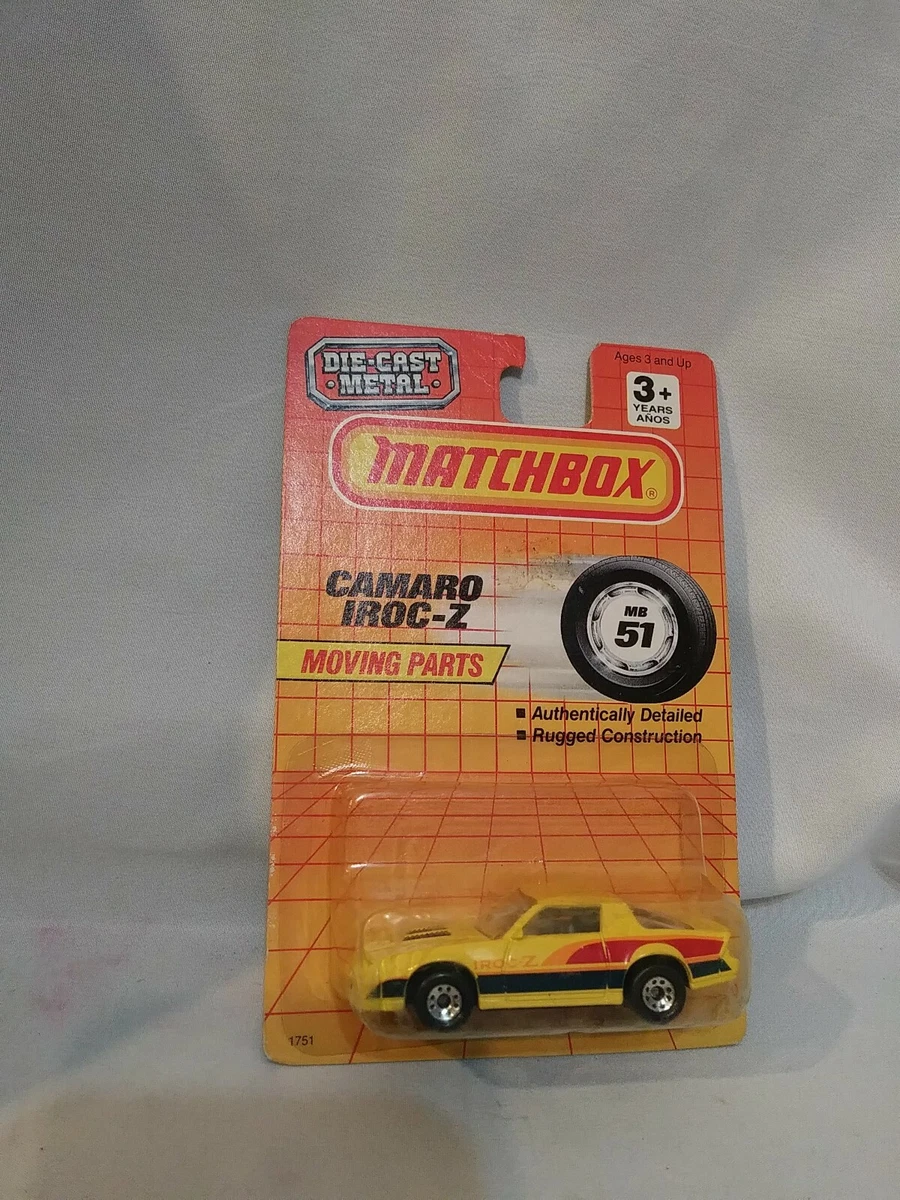 DIE-CAST
·METAL·
Ages 3 and Up
3+
YEARS
AÑOS
MATCHBOX®
CAMARO
IROC-Z
MB
51
MOVING PARTS
■ Authentically Detailed
■ Rugged Construction
IROC-Z
1751